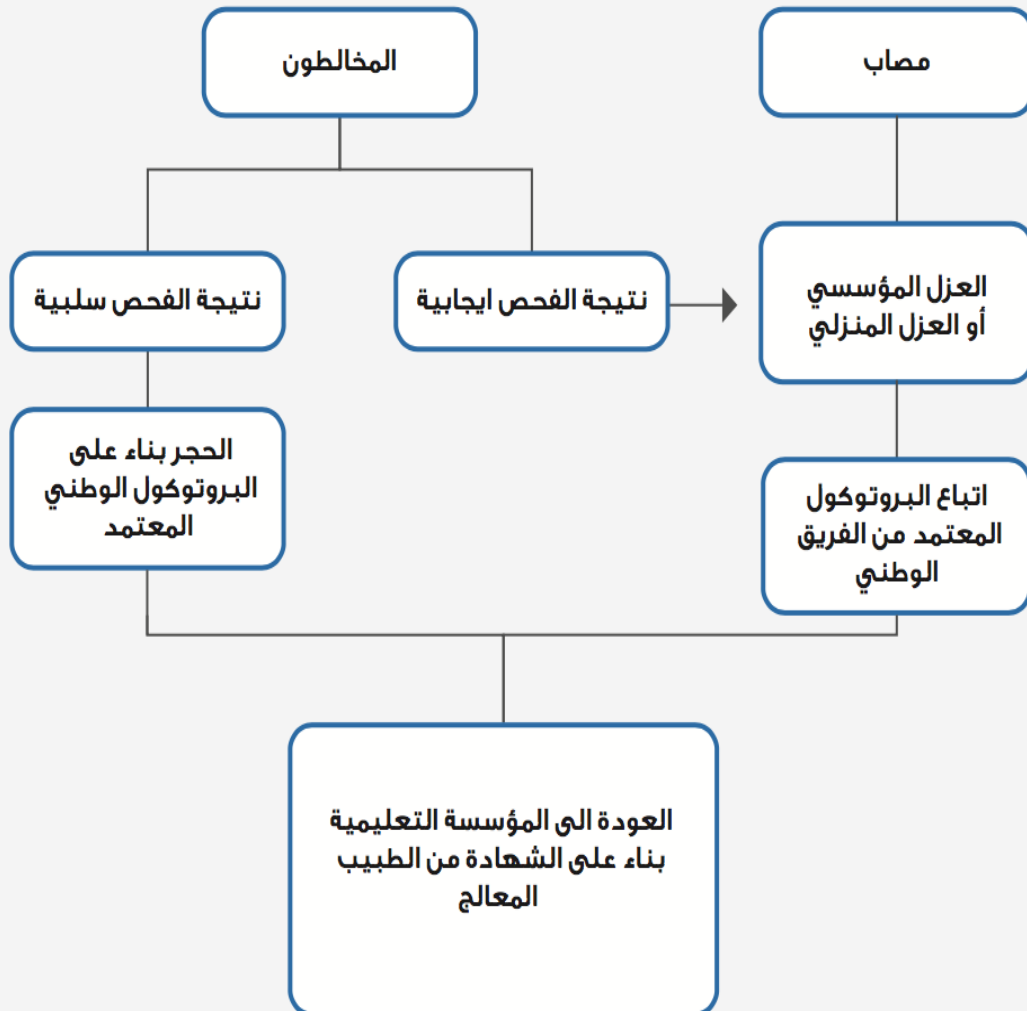 مصاب
المخالطون
العزل المؤسسي
أو العزل المنزلي
نتيجة الفحص ايجابية
نتيجة الفحص سلبية
اتباع البروتوكول
المعتمد من الفريق
الوطني
الحجر بناء على
البروتوكول الوطني
المعتمد
العودة الى المؤسسة التعليمية
بناء على الشهادة من الطبيب
المعالج